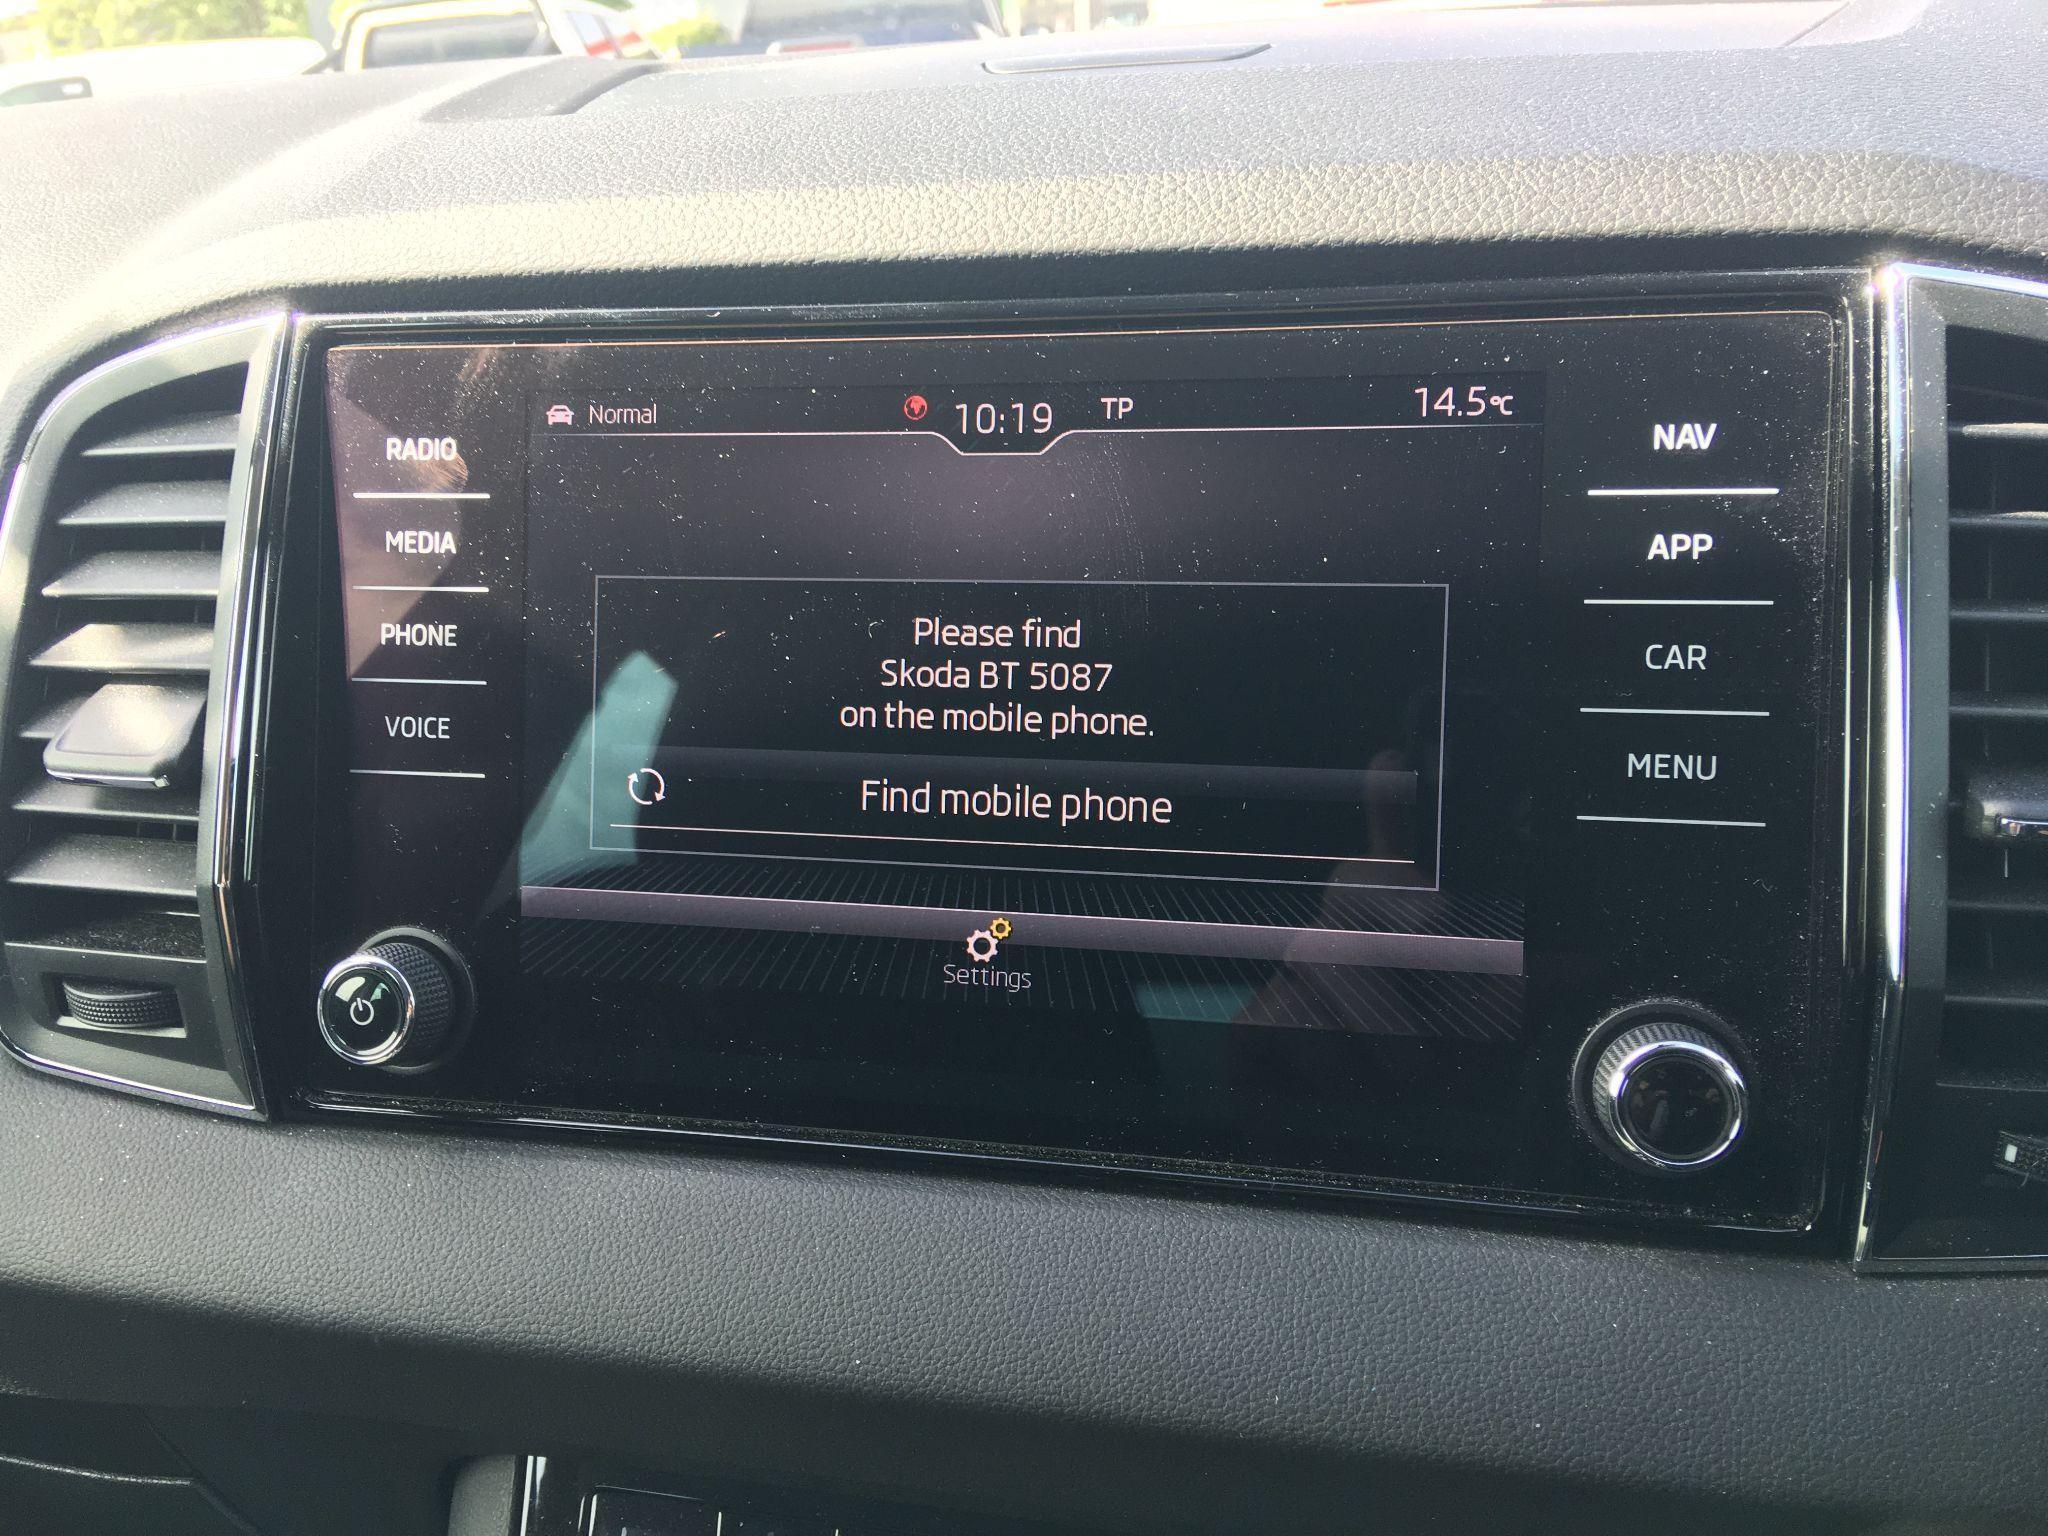 Normal
10:19
TP
14.5°C
RADIO
MEDIA
PHONE
VOICE
Please find
Skoda BT 5087
on the mobile phone.
Find mobile phone
Settings
NAV
APP
CAR
MENU